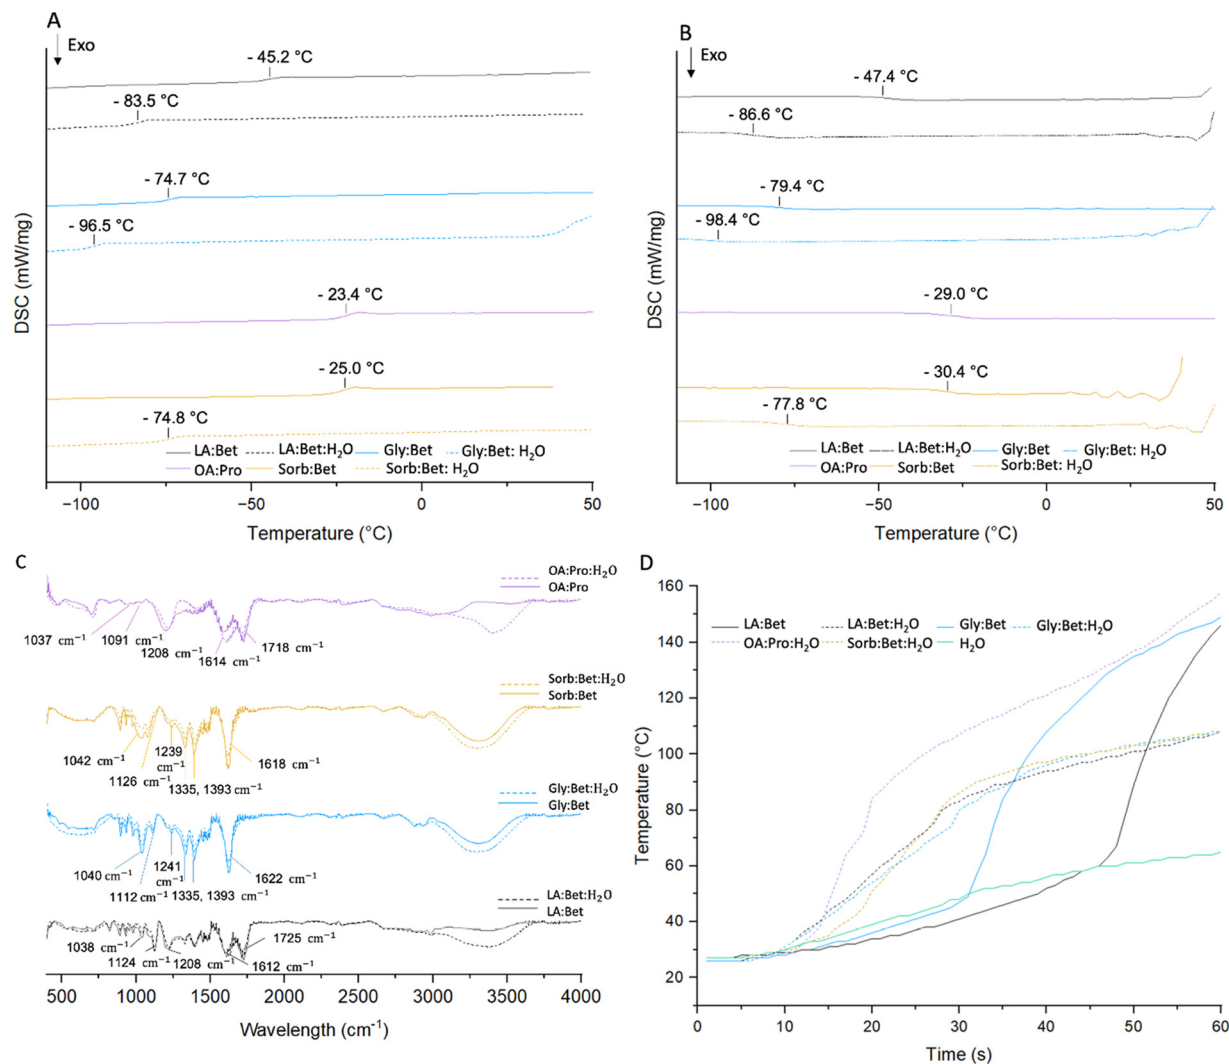 A
Exo
- 45.2 °C
- 83.5 °C
- 74.7 °C
- 96.5 °C
- 23.4 °C
- 25.0 °C
- 74.8 °C
LA:Bet LA:Bet:H₂O Gly:Bet Gly:Bet: H₂O
OA:Pro Sorb:Bet Sorb:Bet: H₂O
DSC (mW/mg)
−100 −50 0 50
Temperature (°C)
B
Exo
- 47.4 °C
- 86.6 °C
- 79.4 °C
- 98.4 °C
- 29.0 °C
- 30.4 °C
- 77.8 °C
LA:Bet LA:Bet:H₂O Gly:Bet Gly:Bet: H₂O
OA:Pro Sorb:Bet Sorb:Bet: H₂O
DSC (mW/mg)
−100 −50 0 50
Temperature (°C)
C
OA:Pro:H₂O
OA:Pro
1037 cm⁻¹ 1091 cm⁻¹
1208 cm⁻¹ 1718 cm⁻¹
1614 cm⁻¹
Sorb:Bet:H₂O
Sorb:Bet
1042 cm⁻¹ 1239 cm⁻¹ 1618 cm⁻¹
1126 cm⁻¹ 1335, 1393 cm⁻¹
Gly:Bet:H₂O
Gly:Bet
1040 cm⁻¹ 1241 cm⁻¹ 1622 cm⁻¹
1112 cm⁻¹ 1335, 1393 cm⁻¹
LA:Bet:H₂O
LA:Bet
1038 cm⁻¹ 1725 cm⁻¹
1124 cm⁻¹ 1208 cm⁻¹ 1612 cm⁻¹
500 1000 1500 2000 2500 3000 3500 4000
Wavelength (cm⁻¹)
D
LA:Bet LA:Bet:H₂O Gly:Bet Gly:Bet:H₂O
OA:Pro:H₂O Sorb:Bet:H₂O H₂O
Temperature (°C)
160
140
120
100
80
60
40
20
0 10 20 30 40 50 60
Time (s)